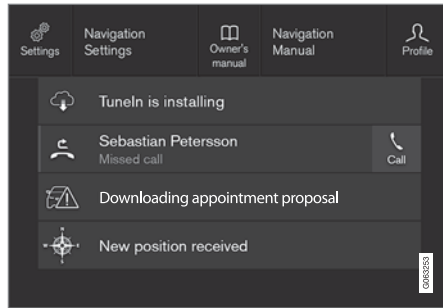 Settings
Navigation
Settings
Owner's
manual
Navigation
Manual
Profile
TuneIn is installing
Sebastian Petersson
Missed call
Call
Downloading appointment proposal
New position received
G063253